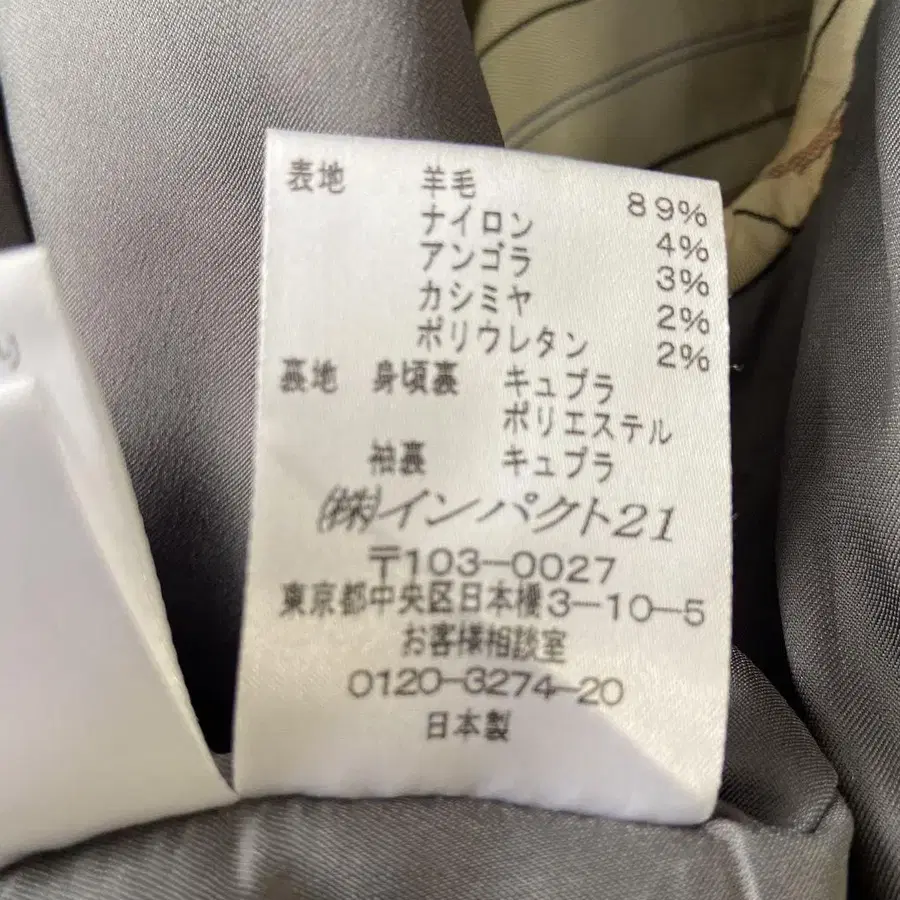 表地 羊毛 89%
ナイロン 4%
アンゴラ 3%
カシミヤ 2%
ポリウレタン 2%
裏地 身頃裏 キュプラ
ポリエステル
袖裏 キュプラ
㈱インパクト21
〒103-0027
東京都中央区日本橋3-10-5
お客様相談室
0120-3274-20
日本製
り